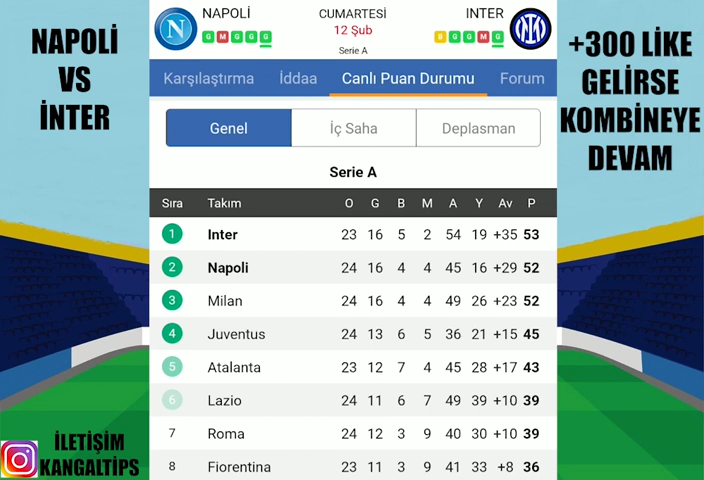 NAPOLİ
VS
İNTER
NAPOLİ
G M G G G
CUMARTESİ
12 Şub
Serie A
INTER
B G G M G
Karşılaştırma İddaa Canlı Puan Durumu Forum
Genel İç Saha Deplasman
Serie A
Sıra Takım O G B M A Y Av P
1 Inter 23 16 5 2 54 19 +35 53
2 Napoli 24 16 4 4 45 16 +29 52
3 Milan 24 16 4 4 49 26 +23 52
4 Juventus 24 13 6 5 36 21 +15 45
5 Atalanta 23 12 7 4 45 28 +17 43
6 Lazio 24 11 6 7 49 39 +10 39
7 Roma 24 12 3 9 40 30 +10 39
8 Fiorentina 23 11 3 9 41 33 +8 36
+300 LİKE
GELİRSE
KOMBİNEYE
DEVAM
İLETİŞİM
KANGALTİPS